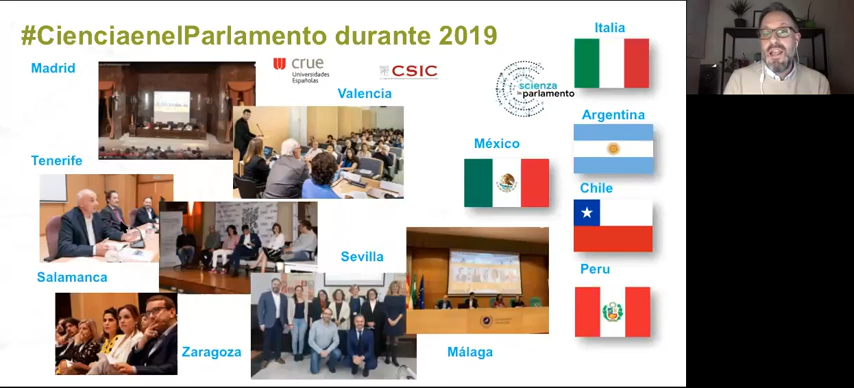 #CienciaenelParlamento durante 2019
Italia
Madrid
crue
Universidades
Españolas
CSIC
scienza
in parlamento
Valencia
Argentina
México
Tenerife
Chile
Sevilla
Salamanca
Peru
Zaragoza
Málaga